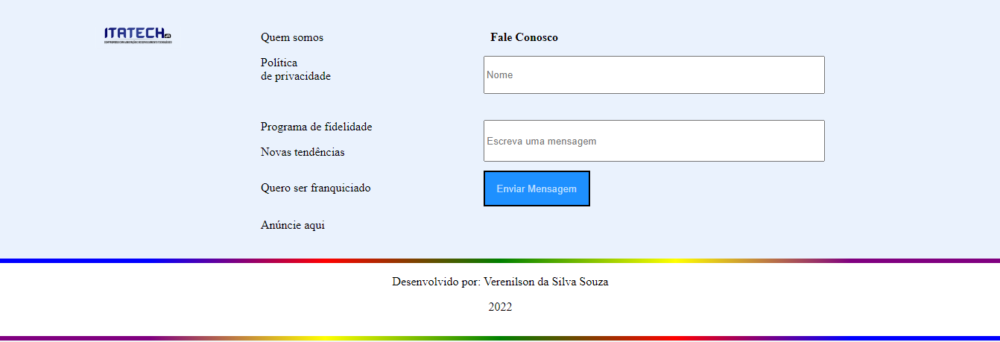 ITATECH.JR
Quem somos
Política
de privacidade
Programa de fidelidade
Novas tendências
Quero ser franquiciado
Anúncie aqui
Fale Conosco
Nome
Escreva uma mensagem
Enviar Mensagem
Desenvolvido por: Verenilson da Silva Souza
2022